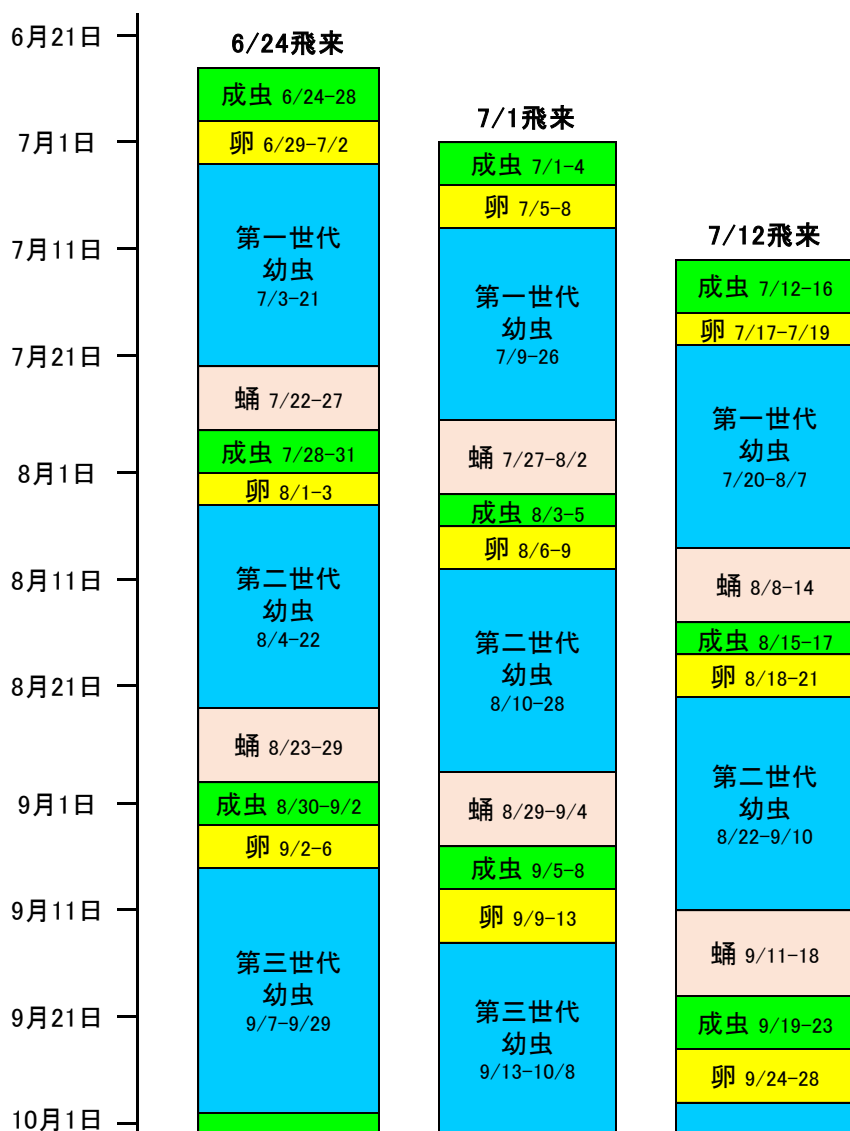 6月21日
7月1日
7月11日
7月21日
8月1日
8月11日
8月21日
9月1日
9月11日
9月21日
10月1日
6/24飛来
成虫 6/24-28
卵 6/29-7/2
第一世代
幼虫
7/3-21
蛹 7/22-27
成虫 7/28-31
卵 8/1-3
第二世代
幼虫
8/4-22
蛹 8/23-29
成虫 8/30-9/2
卵 9/2-6
第三世代
幼虫
9/7-9/29
7/1飛来
成虫 7/1-4
卵 7/5-8
第一世代
幼虫
7/9-26
蛹 7/27-8/2
成虫 8/3-5
卵 8/6-9
第二世代
幼虫
8/10-28
蛹 8/29-9/4
成虫 9/5-8
卵 9/9-13
第三世代
幼虫
9/13-10/8
7/12飛来
成虫 7/12-16
卵 7/17-7/19
第一世代
幼虫
7/20-8/7
蛹 8/8-14
成虫 8/15-17
卵 8/18-21
第二世代
幼虫
8/22-9/10
蛹 9/11-18
成虫 9/19-23
卵 9/24-28